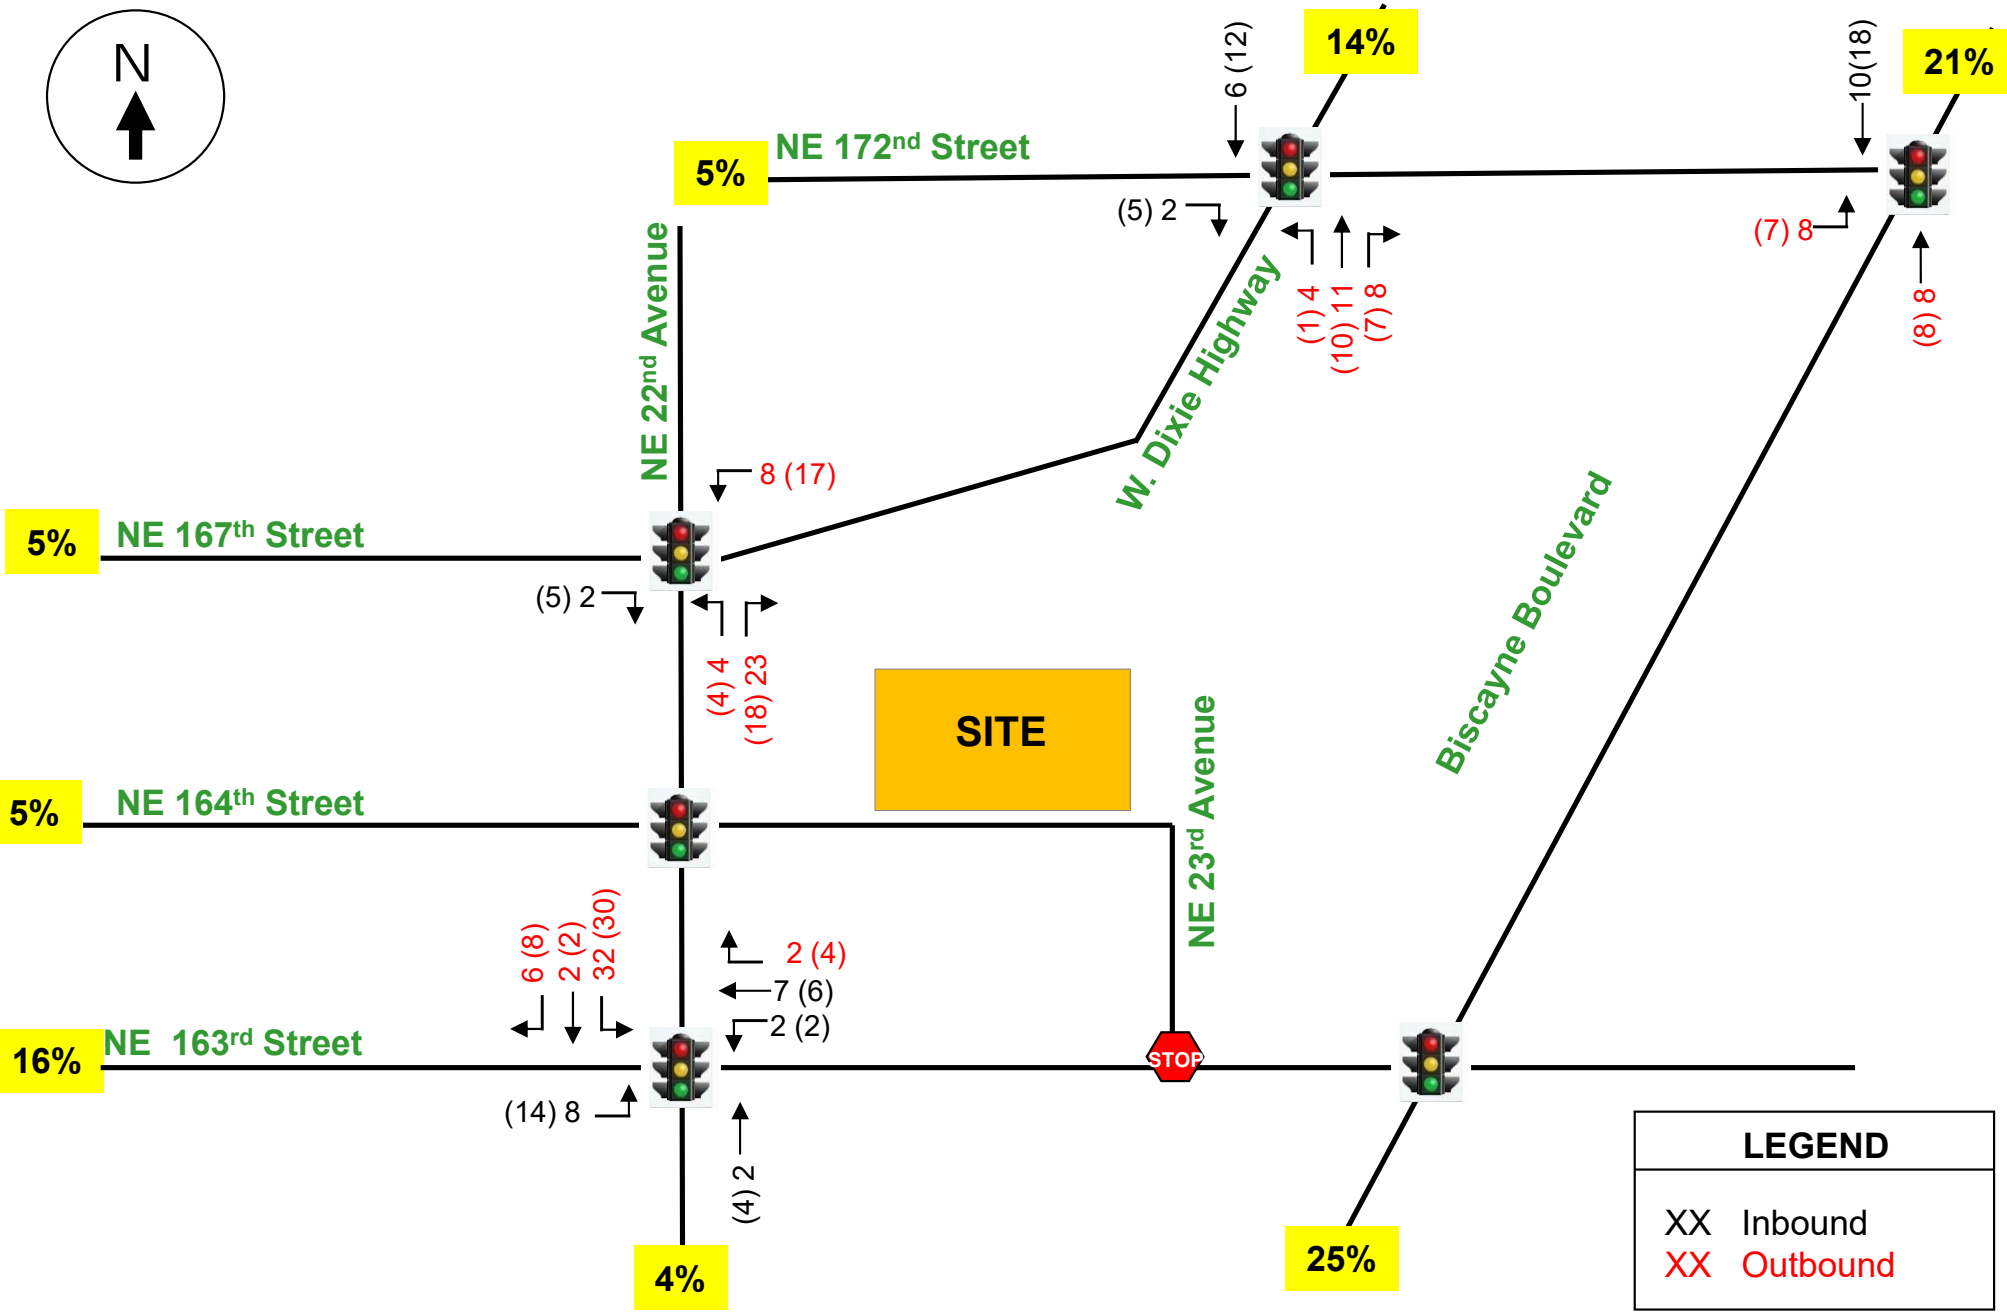 N
6 (12)
14%
10(18)
21%
NE 172nd Street
5%
(5) 2
(7) 8
(1) 4
(10) 11
(7) 8
(8) 8
NE 22nd Avenue
W. Dixie Highway
8 (17)
5%
NE 167th Street
(5) 2
(4) 4
(18) 23
Biscayne Boulevard
SITE
NE 23rd Avenue
5%
NE 164th Street
6 (8)
2 (2)
32 (30)
2 (4)
7 (6)
2 (2)
16%
NE 163rd Street
STOP
(14) 8
(4) 2
4%
25%
LEGEND
XX Inbound
XX Outbound